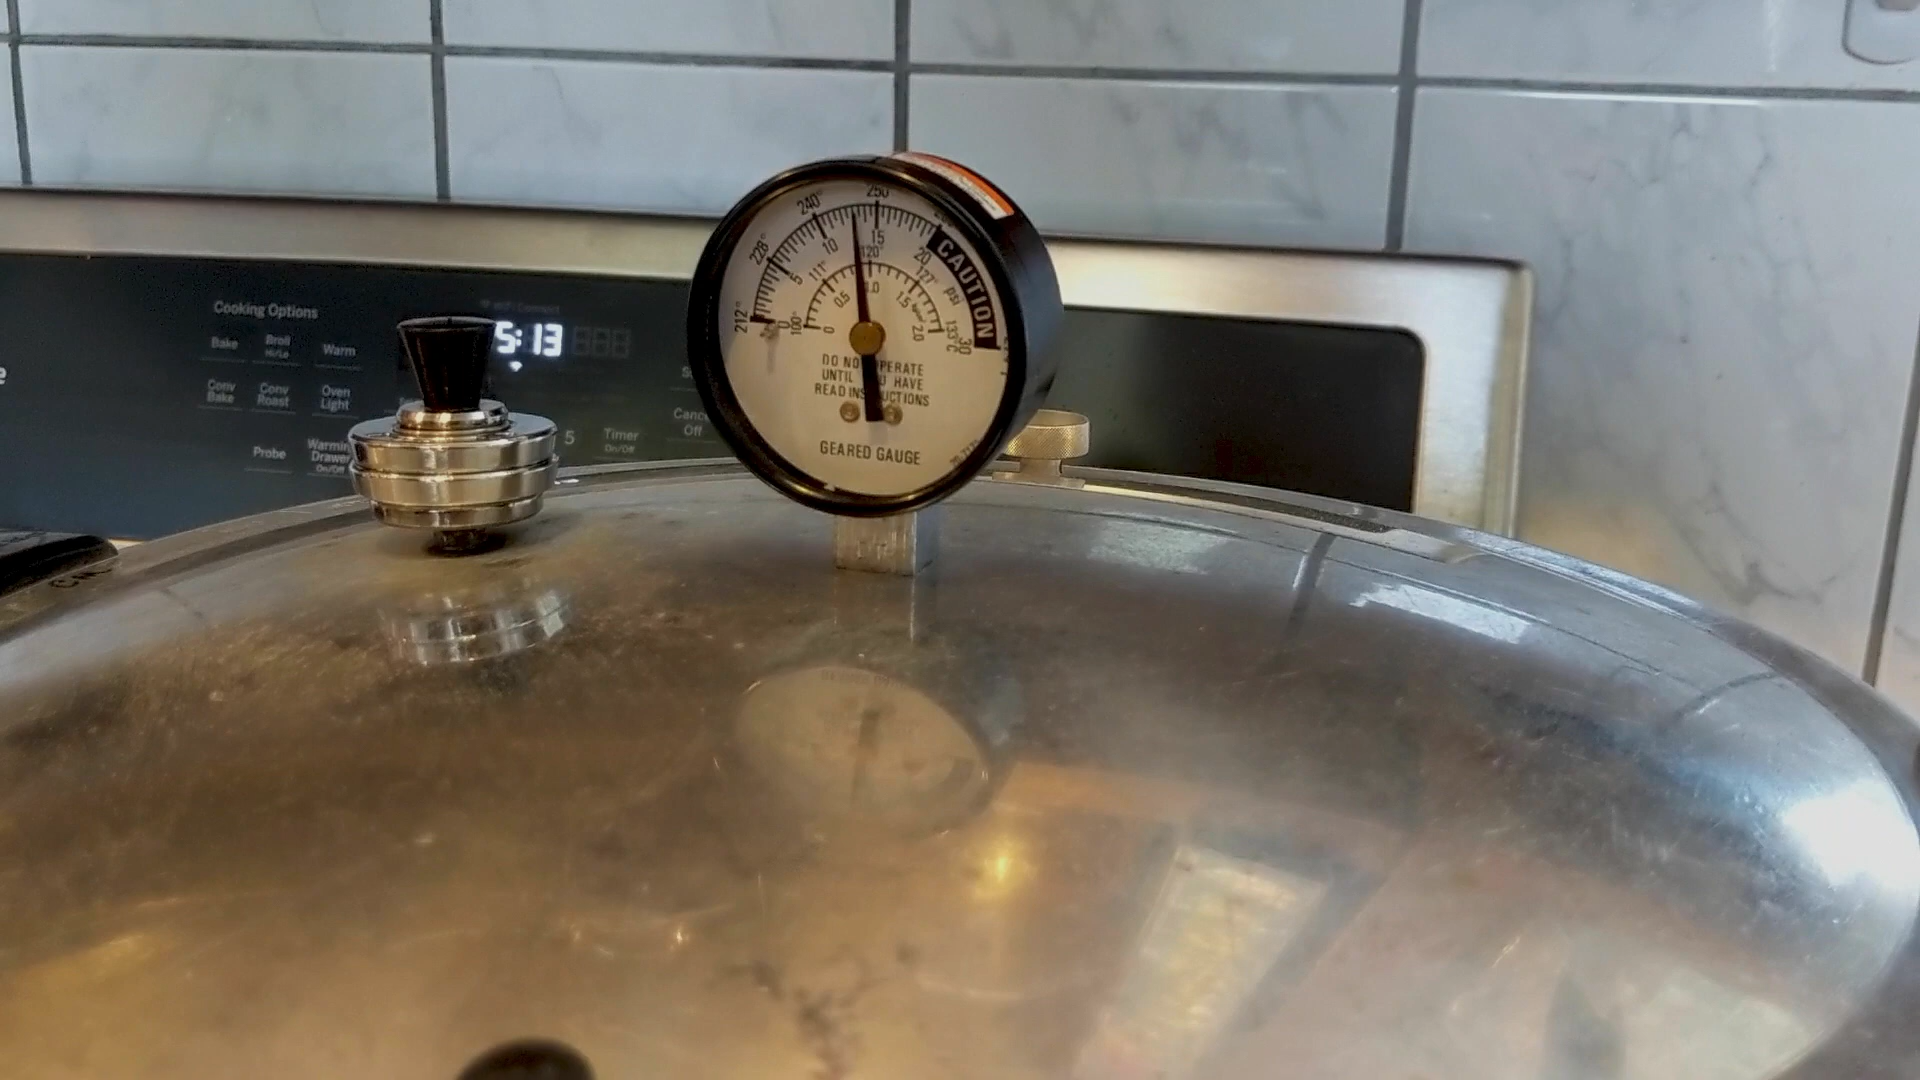 Cooking Options
Bake
Broil
Hi/Lo
Warm
5:13
Conv
Bake
Conv
Roast
Oven
Light
Probe
Warming
Drawer
On/Off
5
Timer
On/Off
Cancel
Off
212° 228° 240° 250°
0 5 10 15 20 30
psi
100° 111° 120° 127° 133°C
0 0.5 1.0 1.5 2.0
CAUTION
DO NOT OPERATE
UNTIL YOU HAVE
READ INSTRUCTIONS
GEARED GAUGE